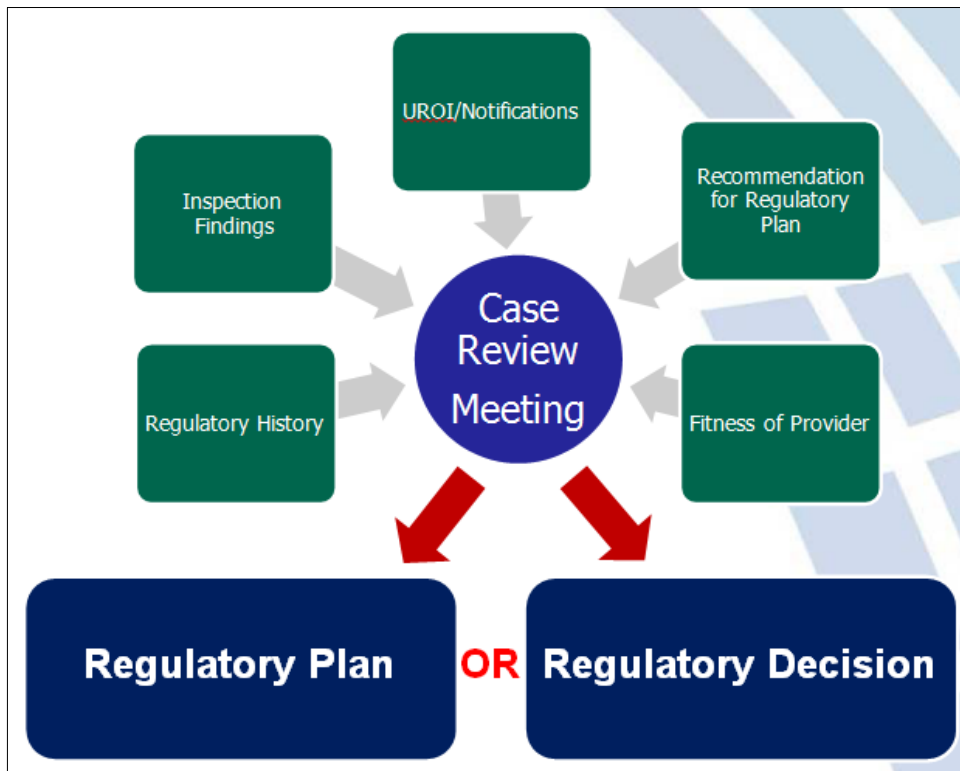 UROI/Notifications
Inspection
Findings
Recommendation
for Regulatory
Plan
Case
Review
Meeting
Regulatory History
Fitness of Provider
Regulatory Plan
OR
Regulatory Decision